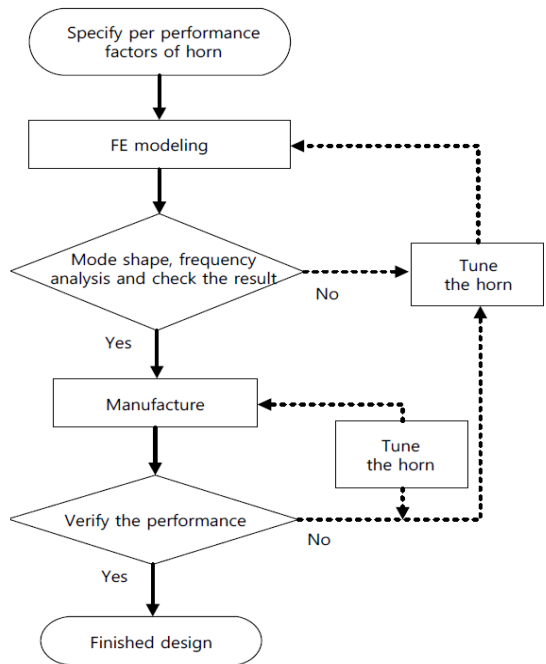 Specify per performance
factors of horn
FE modeling
Mode shape, frequency
analysis and check the result
No
Tune
the horn
Yes
Manufacture
Tune
the horn
Verify the performance
No
Yes
Finished design